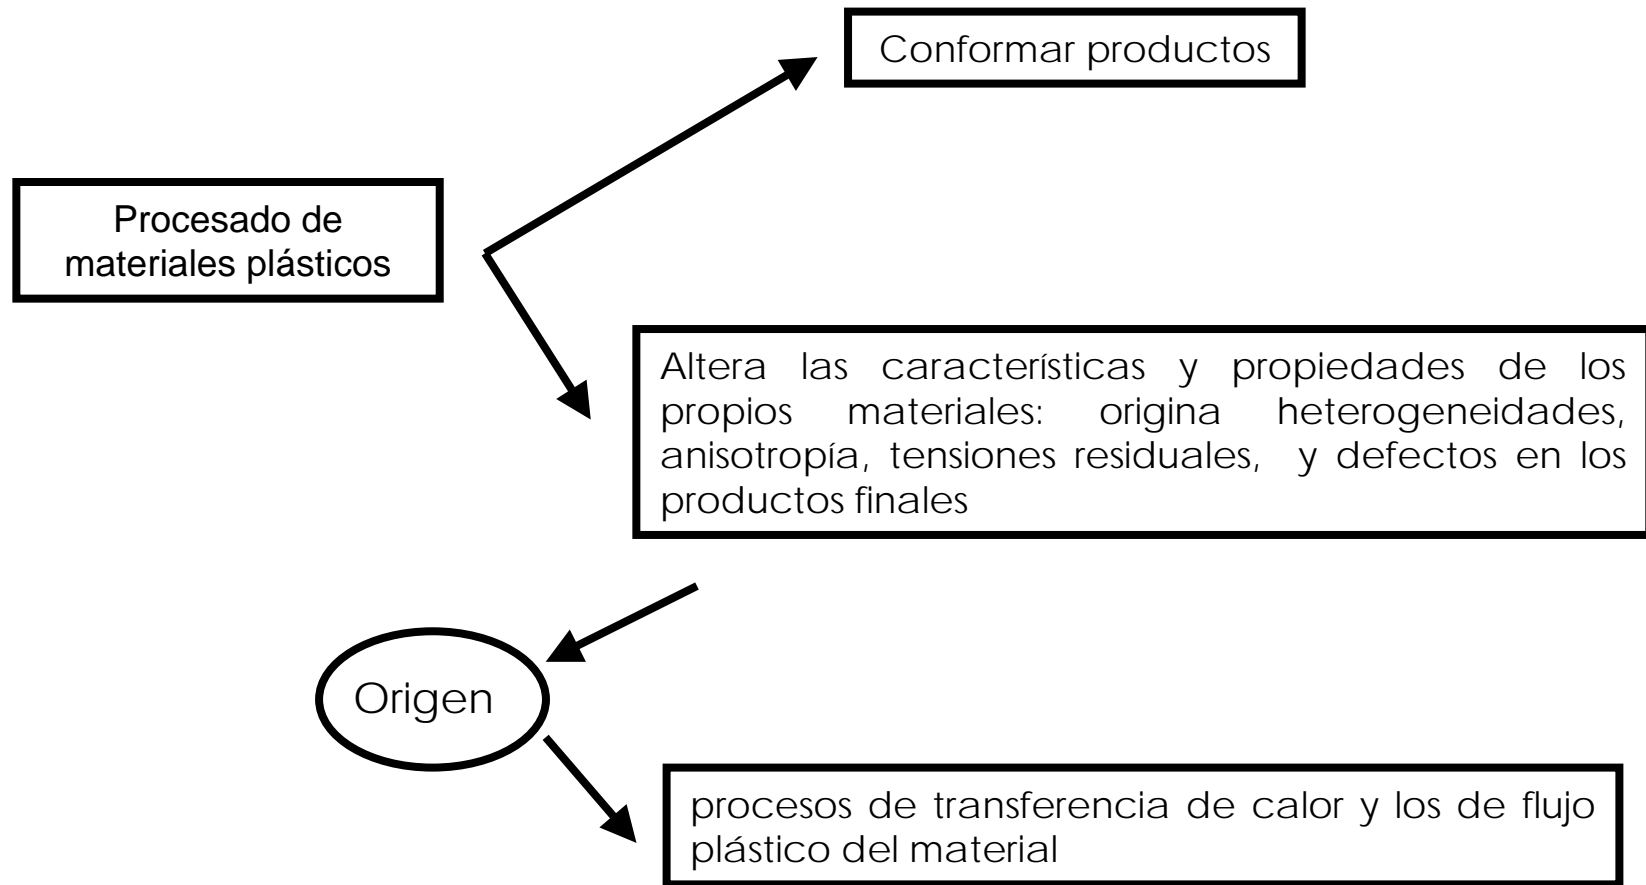 Conformar productos
Procesado de
materiales plásticos
Altera las características y propiedades de los
propios materiales: origina heterogeneidades,
anisotropía, tensiones residuales, y defectos en los
productos finales
Origen
procesos de transferencia de calor y los de flujo
plástico del material